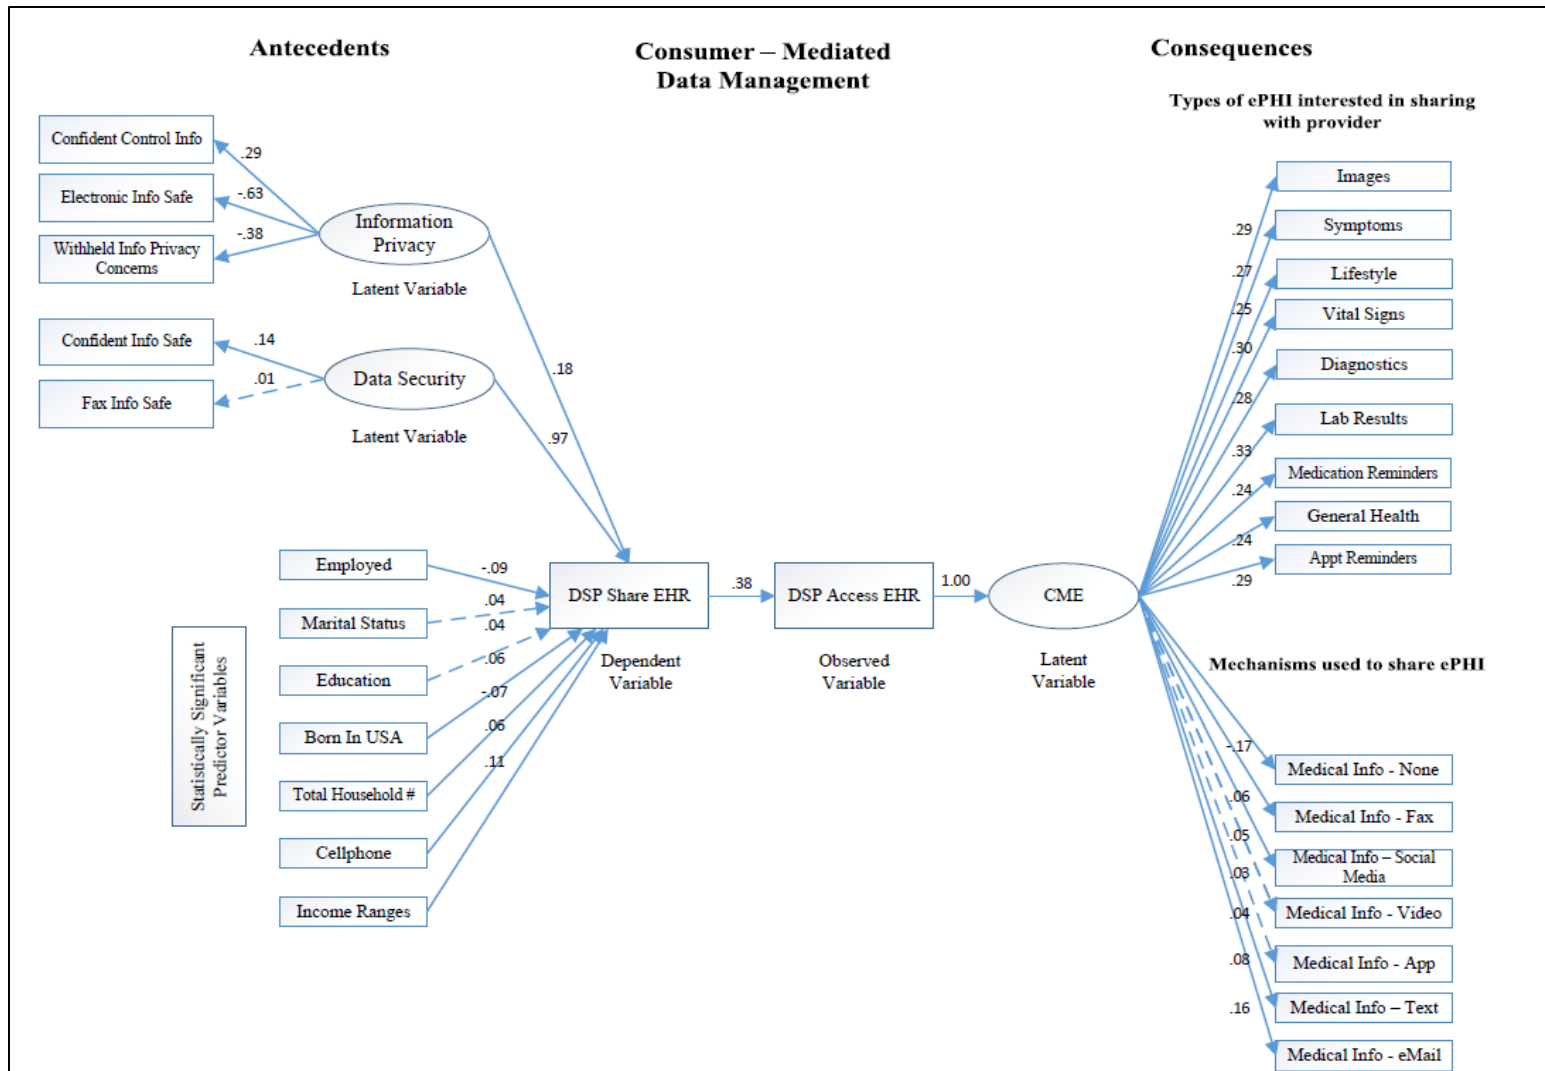 Antecedents
Consumer – Mediated
Data Management
Consequences
Types of ePHI interested in sharing
with provider
Confident Control Info
Electronic Info Safe
Withheld Info Privacy
Concerns
.29
-.63
-.38
Information
Privacy
Latent Variable
Confident Info Safe
Fax Info Safe
.14
.01
Data Security
Latent Variable
.18
.97
Statistically Significant
Predictor Variables
Employed
Marital Status
Education
Born In USA
Total Household #
Cellphone
Income Ranges
-.09
.04
.04
.06
-.07
.06
.11
DSP Share EHR
Dependent
Variable
.38
DSP Access EHR
Observed
Variable
1.00
CME
Latent
Variable
.29
.27
.25
.30
.28
.33
.24
.24
.29
Images
Symptoms
Lifestyle
Vital Signs
Diagnostics
Lab Results
Medication Reminders
General Health
Appt Reminders
Mechanisms used to share ePHI
-.17
.06
.05
.03
.04
.08
.16
Medical Info - None
Medical Info - Fax
Medical Info – Social
Media
Medical Info - Video
Medical Info - App
Medical Info – Text
Medical Info - eMail